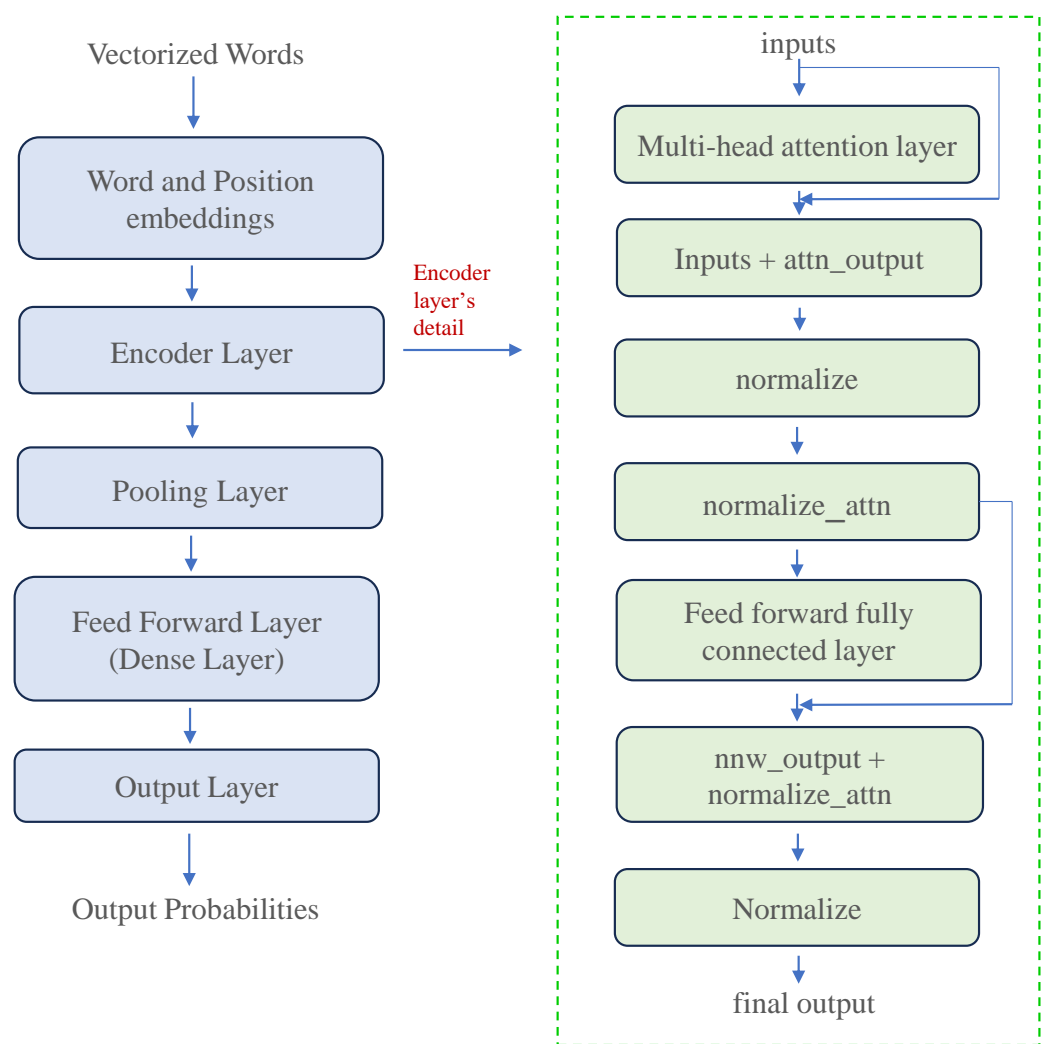 Vectorized Words
Word and Position
embeddings
Encoder Layer
Pooling Layer
Feed Forward Layer
(Dense Layer)
Output Layer
Output Probabilities
Encoder
layer’s
detail
inputs
Multi-head attention layer
Inputs + attn_output
normalize
normalize_attn
Feed forward fully
connected layer
nnw_output +
normalize_attn
Normalize
final output